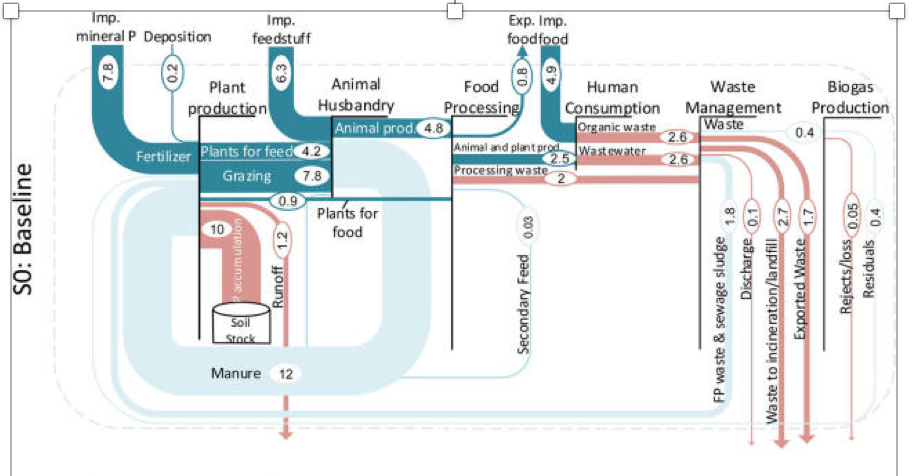 Imp.
mineral P
Deposition
Imp.
feedstuff
Exp. Imp.
foodfood
7.8
0.2
6.3
0.8
4.9
Plant
production
Animal
Husbandry
Food
Processing
Human
Consumption
Waste
Management
Biogas
Production
Fertilizer
Plants for feed
4.2
Grazing
7.8
Animal prod.
4.8
Animal and plant prod.
2.5
Processing waste
2
Organic waste
2.6
Wastewater
2.6
Waste
0.4
0.9
Plants for
food
10
P accumulation
1.2
Runoff
Soil
Stock
Manure
12
0.03
Secondary Feed
1.8
FP waste & sewage sludge
0.1
Discharge
2.7
Waste to incineration/landfill
1.7
Exported Waste
0.05
Rejects/loss
0.4
Residuals
S0: Baseline